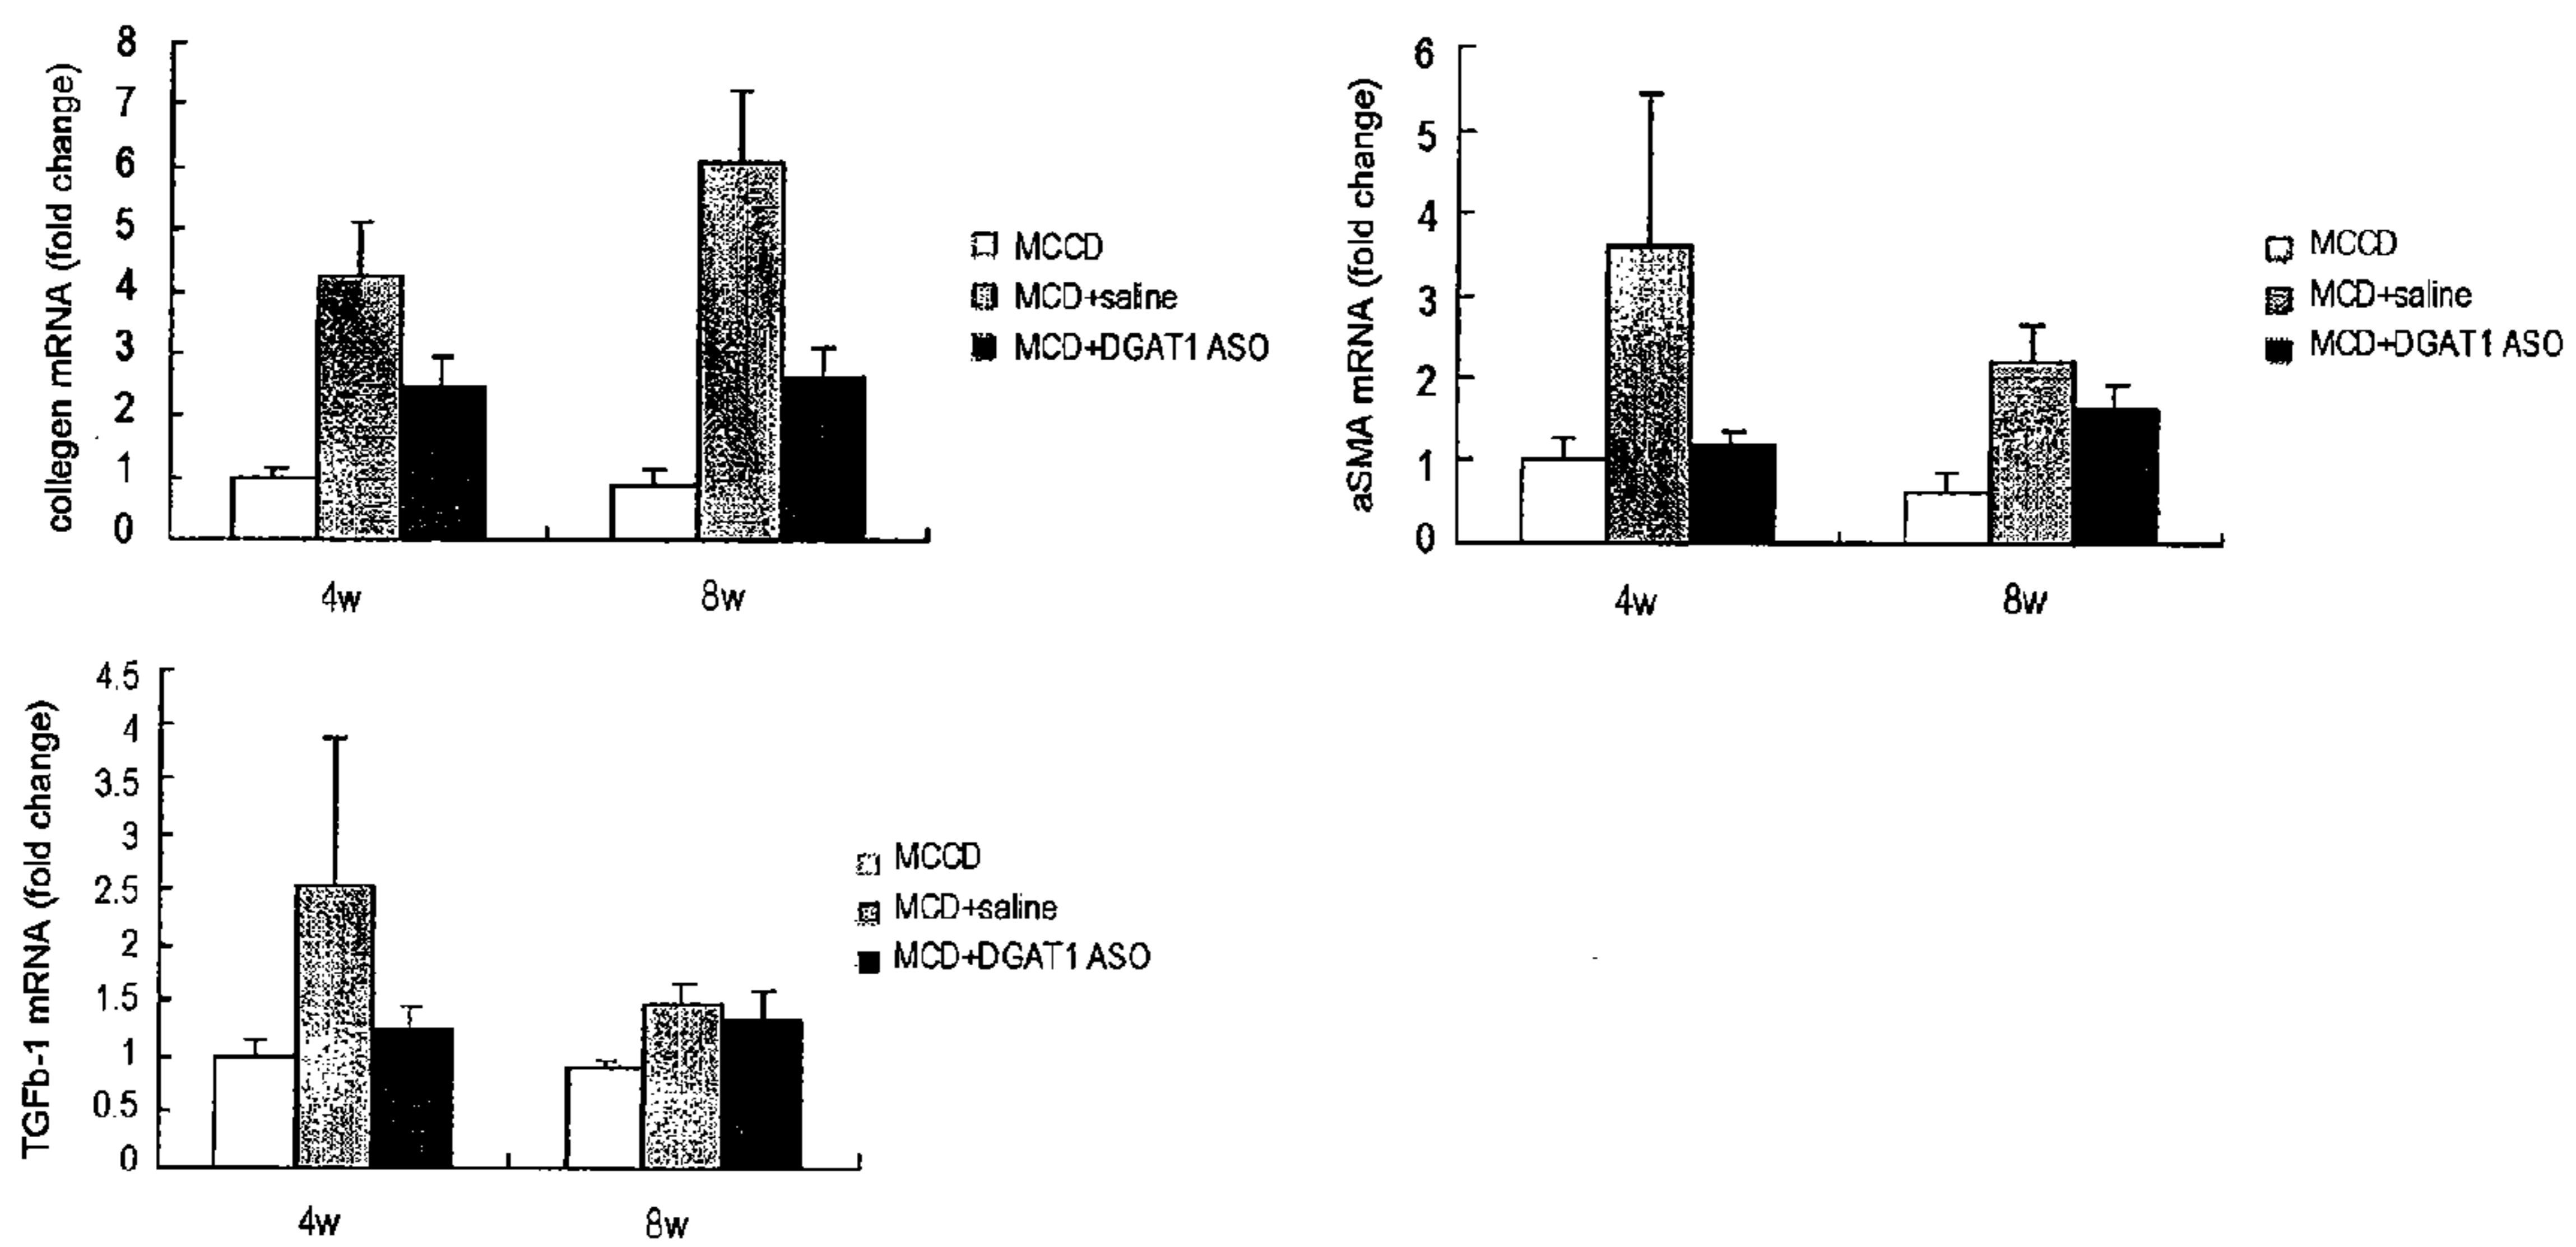 collegen mRNA (fold change)
8
7
6
5
4
3
2
1
0
4w
8w
MCCD
MCD+saline
MCD+DGAT1 ASO
aSMA mRNA (fold change)
6
5
4
3
2
1
0
4w
8w
MCCD
MCD+saline
MCD+DGAT1 ASO
TGFb-1 mRNA (fold change)
4.5
4
3.5
3
2.5
2
1.5
1
0.5
0
4w
8w
MCCD
MCD+saline
MCD+DGAT1 ASO